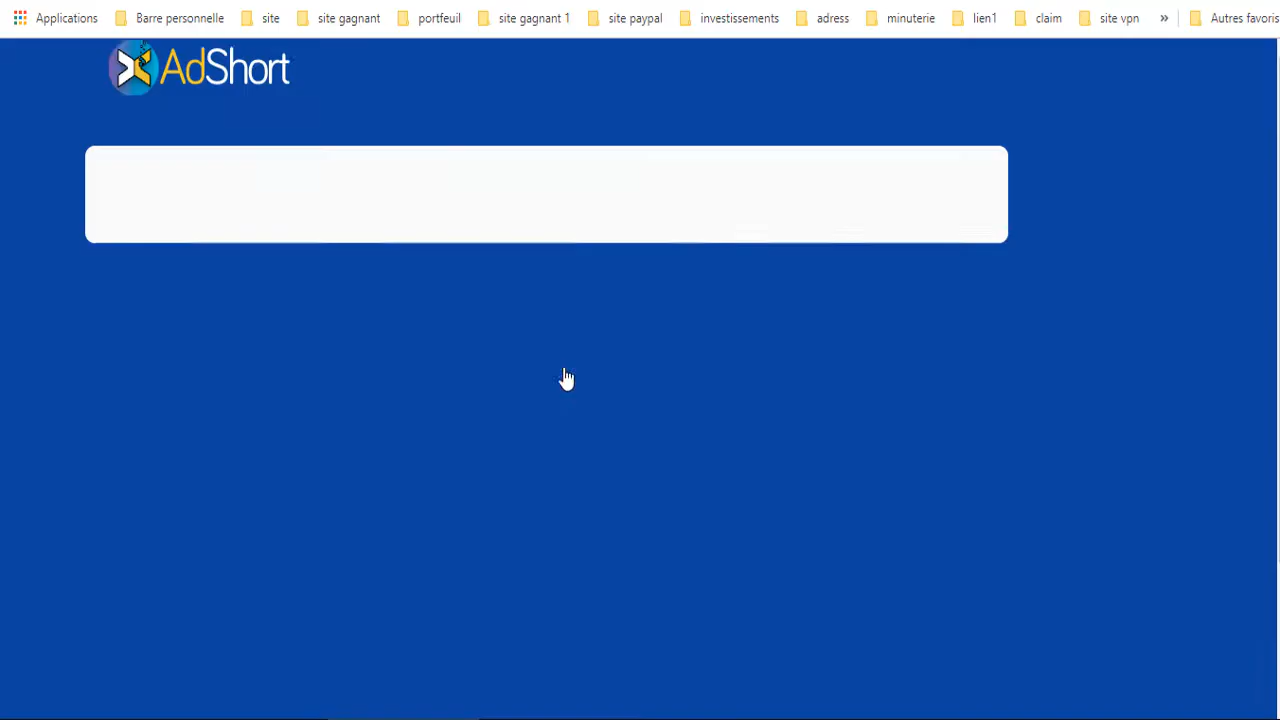 Applications Barre personnelle site site gagnant portfeuil site gagnant 1 site paypal investissements adress minuterie lien1 claim site vpn » Autres favoris
AdShort